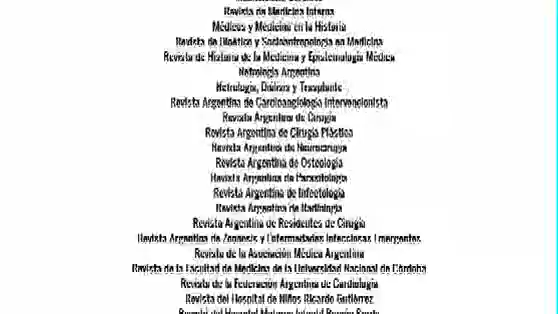 Revista de Medicina Interna
Médicos y Medicina en la Historia
Revista de Bioética y Socioantropología en Medicina
Revista de Historia de la Medicina y Epistemología Médica
Nefrología Argentina
Nefrología, Diálisis y Trasplante
Revista Argentina de Cardioangiología Intervencionista
Revista Argentina de Cirugía
Revista Argentina de Cirugía Plástica
Revista Argentina de Neurocirugía
Revista Argentina de Osteología
Revista Argentina de Parasitología
Revista Argentina de Infectología
Revista Argentina de Radiología
Revista Argentina de Residentes de Cirugía
Revista Argentina de Zoonosis y Enfermedades Infecciosas Emergentes
Revista de la Asociación Médica Argentina
Revista de la Facultad de Medicina de la Universidad Nacional de Córdoba
Revista de la Federación Argentina de Cardiología
Revista del Hospital de Niños Ricardo Gutiérrez